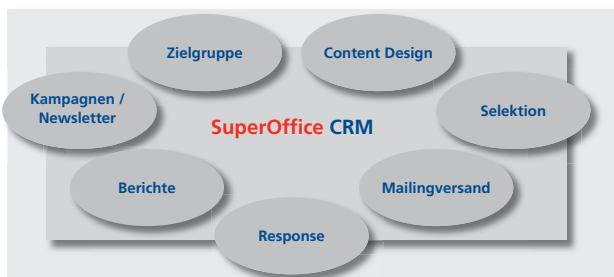 Zielgruppe
Content Design
Kampagnen /
Newsletter
Selektion
SuperOffice CRM
Berichte
Mailingversand
Response